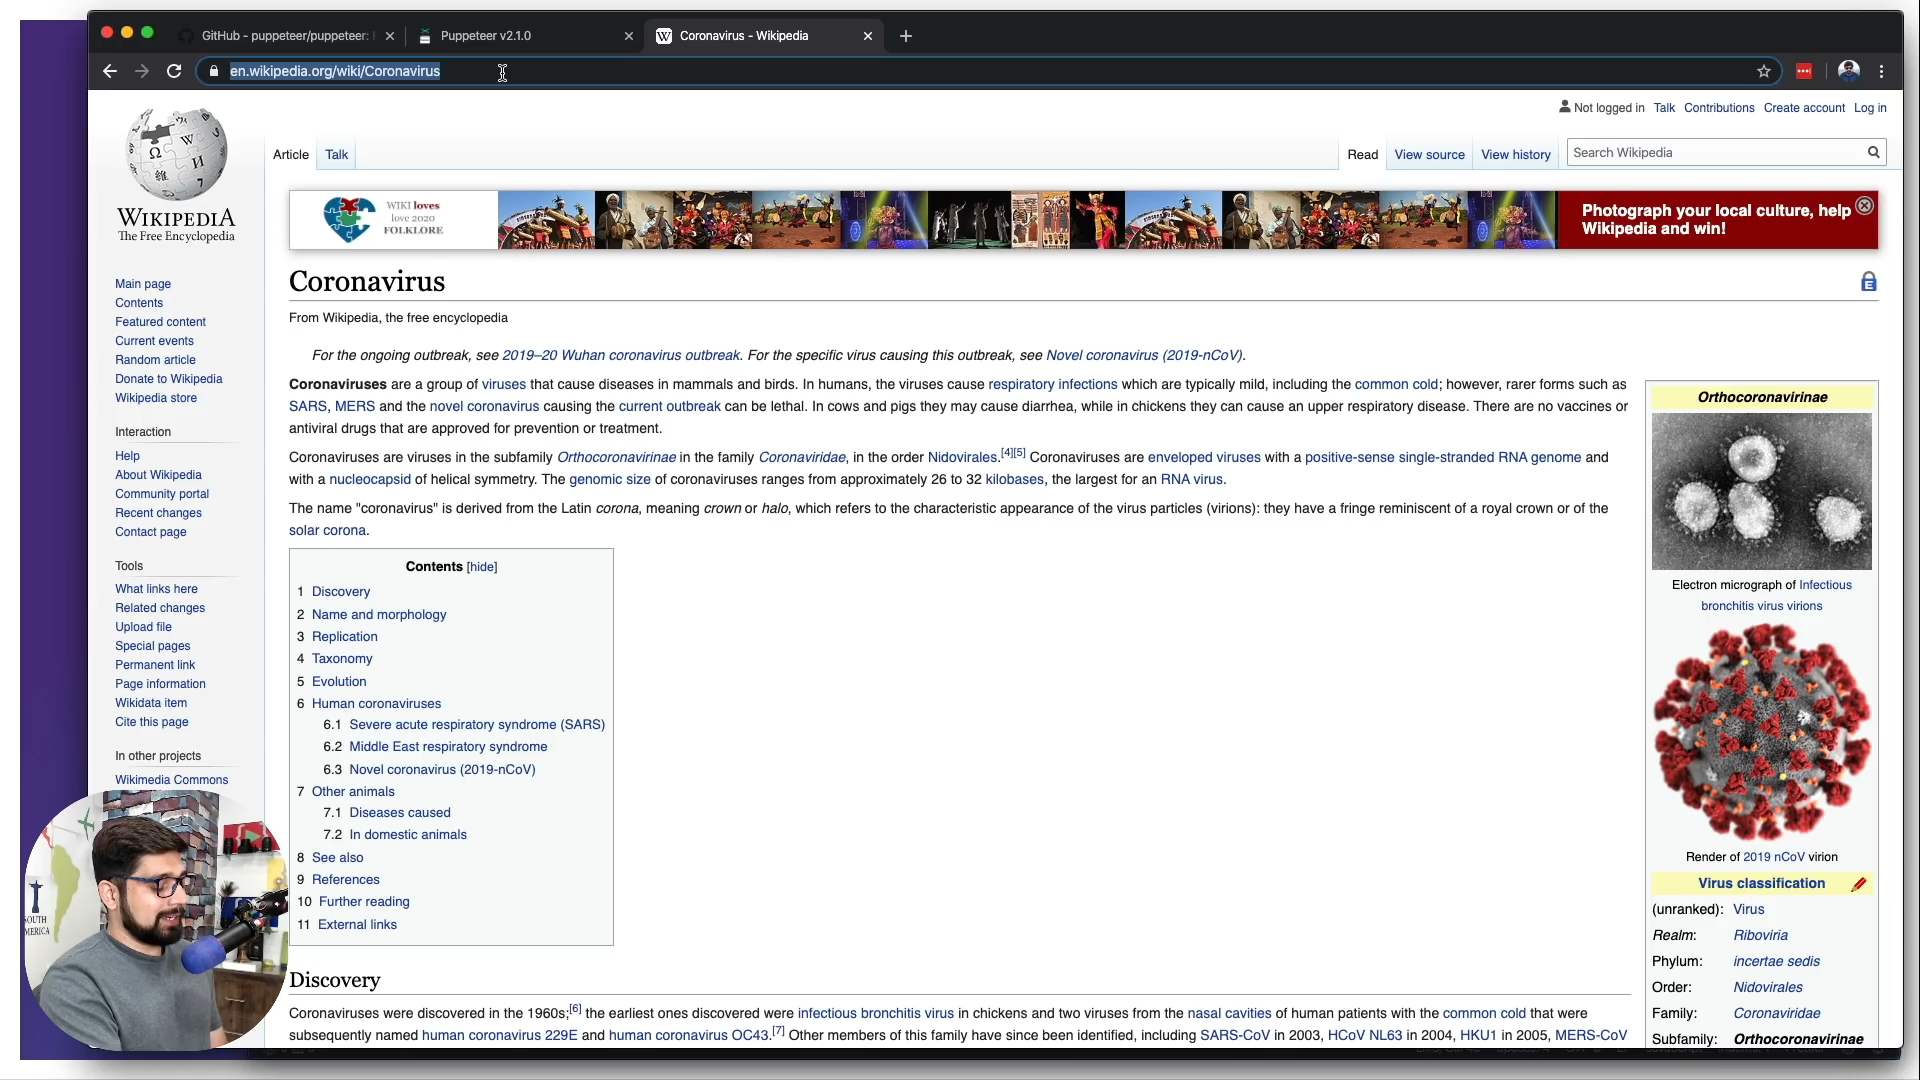 GitHub - puppeteer/puppeteer:
Puppeteer v2.1.0
Coronavirus - Wikipedia
en.wikipedia.org/wiki/Coronavirus
Not logged in Talk Contributions Create account Log in
Article Talk
Read View source View history
Search Wikipedia
WIKIPEDIA
The Free Encyclopedia
WIKI loves
love 2020
FOLKLORE
Photograph your local culture, help
Wikipedia and win!
Main page
Contents
Featured content
Current events
Random article
Donate to Wikipedia
Wikipedia store
Interaction
Help
About Wikipedia
Community portal
Recent changes
Contact page
Tools
What links here
Related changes
Upload file
Special pages
Permanent link
Page information
Wikidata item
Cite this page
In other projects
Wikimedia Commons
Coronavirus
From Wikipedia, the free encyclopedia
For the ongoing outbreak, see 2019–20 Wuhan coronavirus outbreak. For the specific virus causing this outbreak, see Novel coronavirus (2019-nCoV).
Coronaviruses are a group of viruses that cause diseases in mammals and birds. In humans, the viruses cause respiratory infections which are typically mild, including the common cold; however, rarer forms such as
SARS, MERS and the novel coronavirus causing the current outbreak can be lethal. In cows and pigs they may cause diarrhea, while in chickens they can cause an upper respiratory disease. There are no vaccines or
antiviral drugs that are approved for prevention or treatment.
Coronaviruses are viruses in the subfamily Orthocoronavirinae in the family Coronaviridae, in the order Nidovirales.[4][5] Coronaviruses are enveloped viruses with a positive-sense single-stranded RNA genome and
with a nucleocapsid of helical symmetry. The genomic size of coronaviruses ranges from approximately 26 to 32 kilobases, the largest for an RNA virus.
The name "coronavirus" is derived from the Latin corona, meaning crown or halo, which refers to the characteristic appearance of the virus particles (virions): they have a fringe reminiscent of a royal crown or of the
solar corona.
Contents [hide]
1 Discovery
2 Name and morphology
3 Replication
4 Taxonomy
5 Evolution
6 Human coronaviruses
6.1 Severe acute respiratory syndrome (SARS)
6.2 Middle East respiratory syndrome
6.3 Novel coronavirus (2019-nCoV)
7 Other animals
7.1 Diseases caused
7.2 In domestic animals
8 See also
9 References
10 Further reading
11 External links
Discovery
Coronaviruses were discovered in the 1960s;[6] the earliest ones discovered were infectious bronchitis virus in chickens and two viruses from the nasal cavities of human patients with the common cold that were
subsequently named human coronavirus 229E and human coronavirus OC43.[7] Other members of this family have since been identified, including SARS-CoV in 2003, HCoV NL63 in 2004, HKU1 in 2005, MERS-CoV
Orthocoronavirinae
Electron micrograph of Infectious
bronchitis virus virions
Render of 2019 nCoV virion
Virus classification
(unranked): Virus
Realm: Riboviria
Phylum: incertae sedis
Order: Nidovirales
Family: Coronaviridae
Subfamily: Orthocoronavirinae
SOUTH